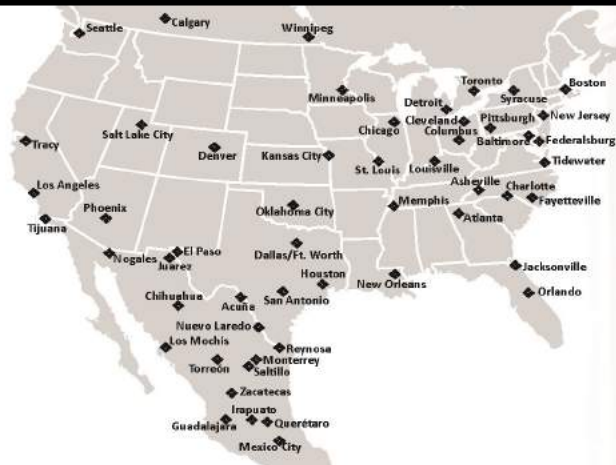 Calgary
Seattle
Winnipeg
Minneapolis
Toronto
Boston
Detroit
Syracuse
Chicago
Cleveland
Pittsburgh
New Jersey
Columbus
Baltimore
Federalsburg
Salt Lake City
Tracy
Denver
Kansas City
St. Louis
Louisville
Tidewater
Asheville
Charlotte
Los Angeles
Phoenix
Oklahoma City
Memphis
Fayetteville
Tijuana
Atlanta
Nogales
El Paso
Juarez
Dallas/Ft. Worth
Houston
Jacksonville
New Orleans
Chihuahua
Acuña
San Antonio
Orlando
Nuevo Laredo
Los Mochis
Reynosa
Torreón
Monterrey
Saltillo
Zacatecas
Irapuato
Guadalajara
Querétaro
Mexico City